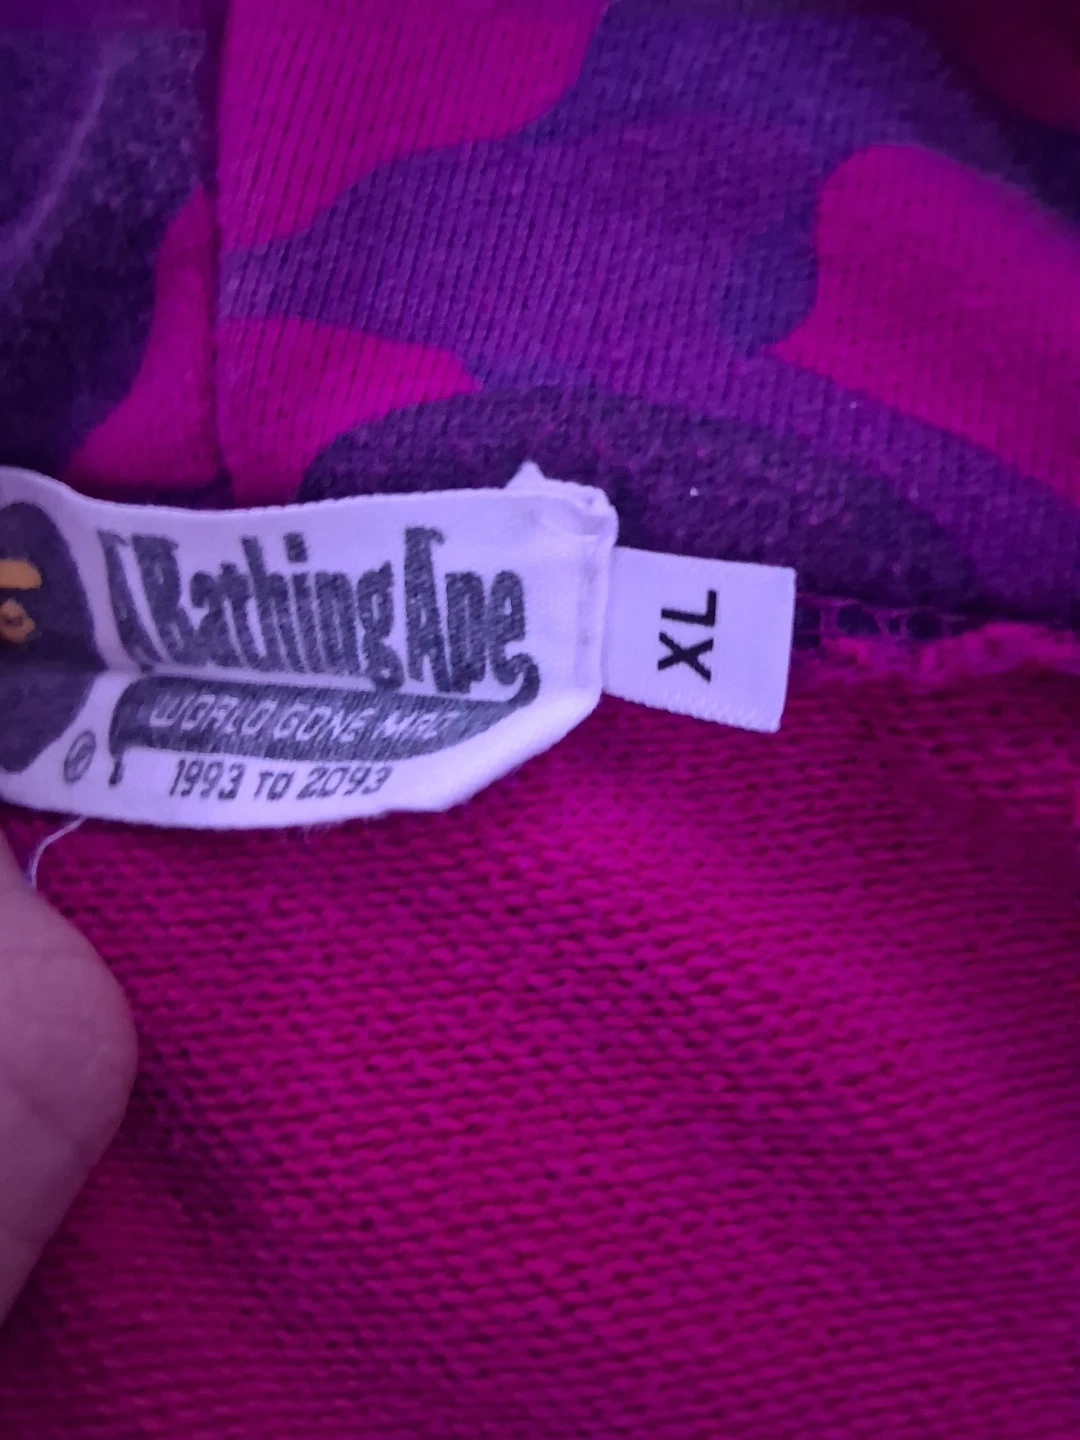 A Bathing Ape
WORLD GONE MAD
1993 TO 2093
XL